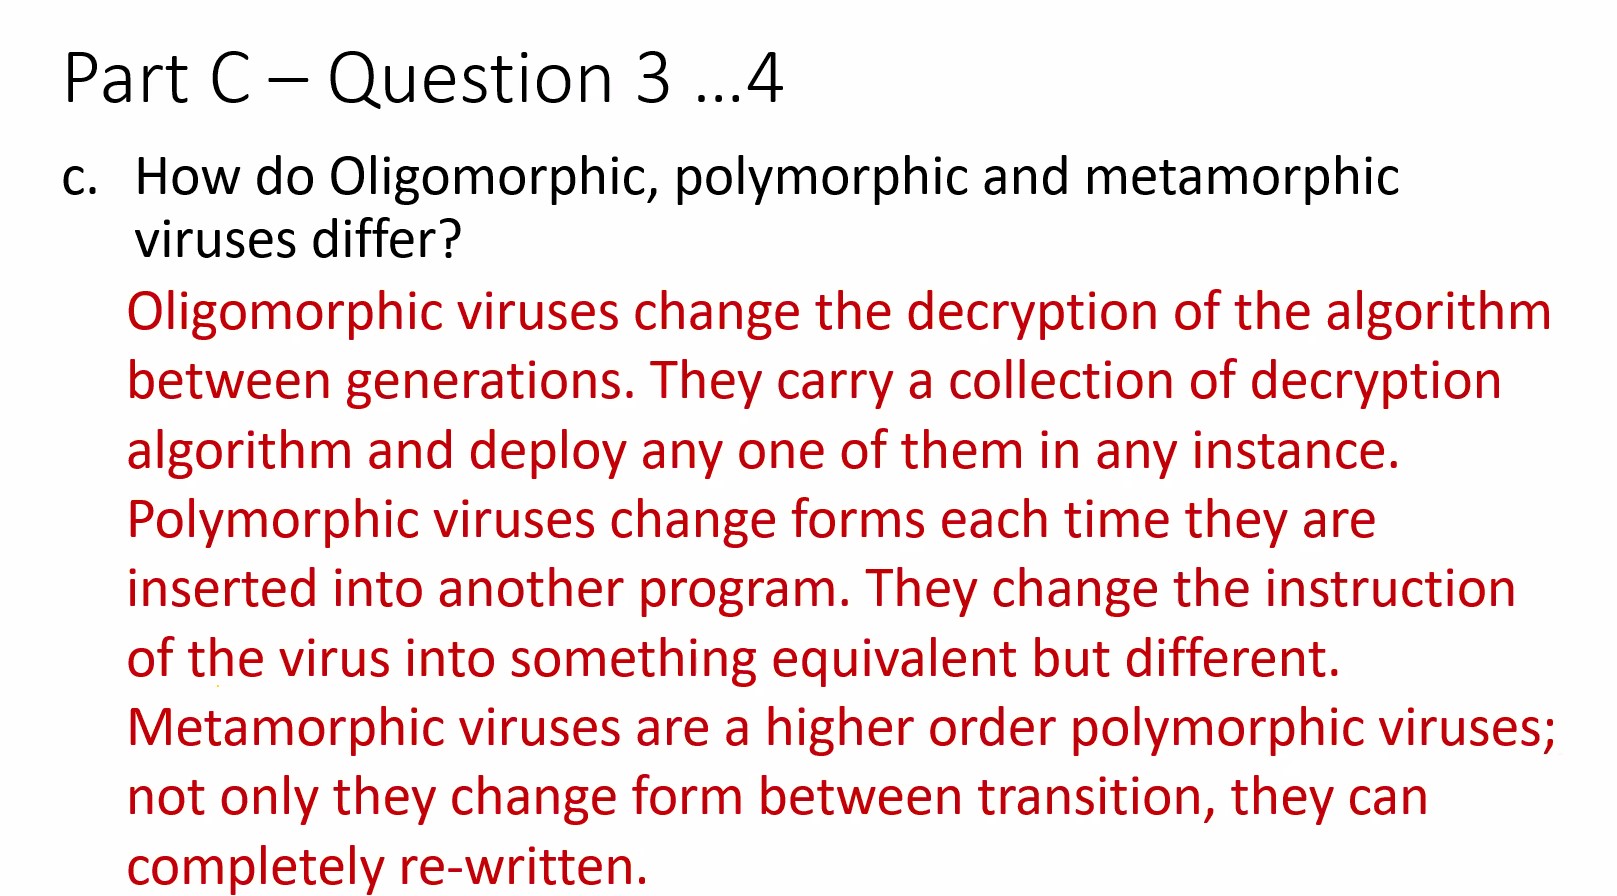 Part C – Question 3 …4
c. How do Oligomorphic, polymorphic and metamorphic
viruses differ?
Oligomorphic viruses change the decryption of the algorithm
between generations. They carry a collection of decryption
algorithm and deploy any one of them in any instance.
Polymorphic viruses change forms each time they are
inserted into another program. They change the instruction
of the virus into something equivalent but different.
Metamorphic viruses are a higher order polymorphic viruses;
not only they change form between transition, they can
completely re-written.